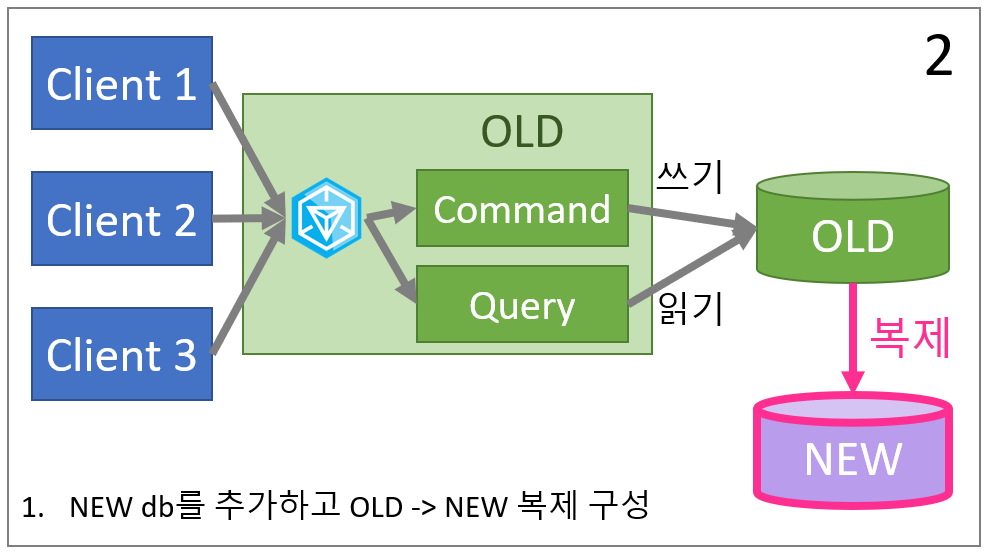 2
Client 1
Client 2
Client 3
OLD
Command
Query
쓰기
읽기
OLD
복제
NEW
1. NEW db를 추가하고 OLD -> NEW 복제 구성